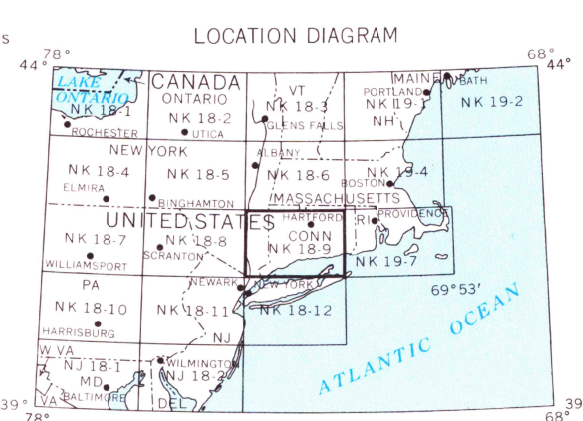 s
LOCATION DIAGRAM
78°
68°
44°
44°
LAKE
ONTARIO
CANADA
ONTARIO
VT
MAINE
BATH
PORTLAND
NK 18-1
NK 18-2
NK 18-3
NK 19-1
NK 19-2
NH
ROCHESTER
UTICA
GLENS FALLS
NEW YORK
ALBANY
NK 18-4
NK 18-5
NK 18-6
NK 19-4
ELMIRA
BOSTON
BINGHAMTON
MASSACHUSETTS
UNITED STATES
HARTFORD
RI
PROVIDENCE
CONN
NK 18-7
NK 18-8
NK 18-9
NK 19-7
WILLIAMSPORT
SCRANTON
PA
NEWARK
NEW YORK
69°53'
NK 18-10
NK 18-11
NK 18-12
HARRISBURG
NJ
ATLANTIC OCEAN
W VA
WILMINGTON
NJ 18-1
NJ 18-2
MD
VA
BALTIMORE
DEL
39°
39
78°
68°